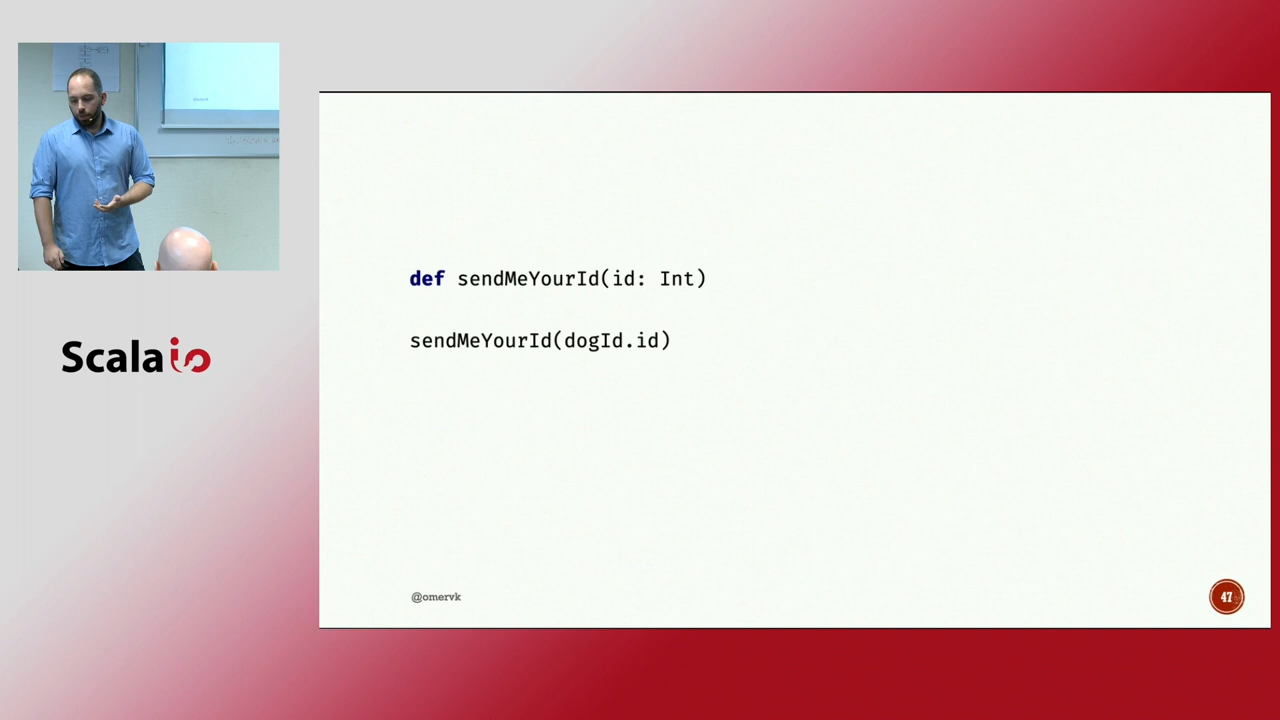 Scala io
def sendMeYourId(id: Int)
sendMeYourId(dogId.id)
@omervk
47